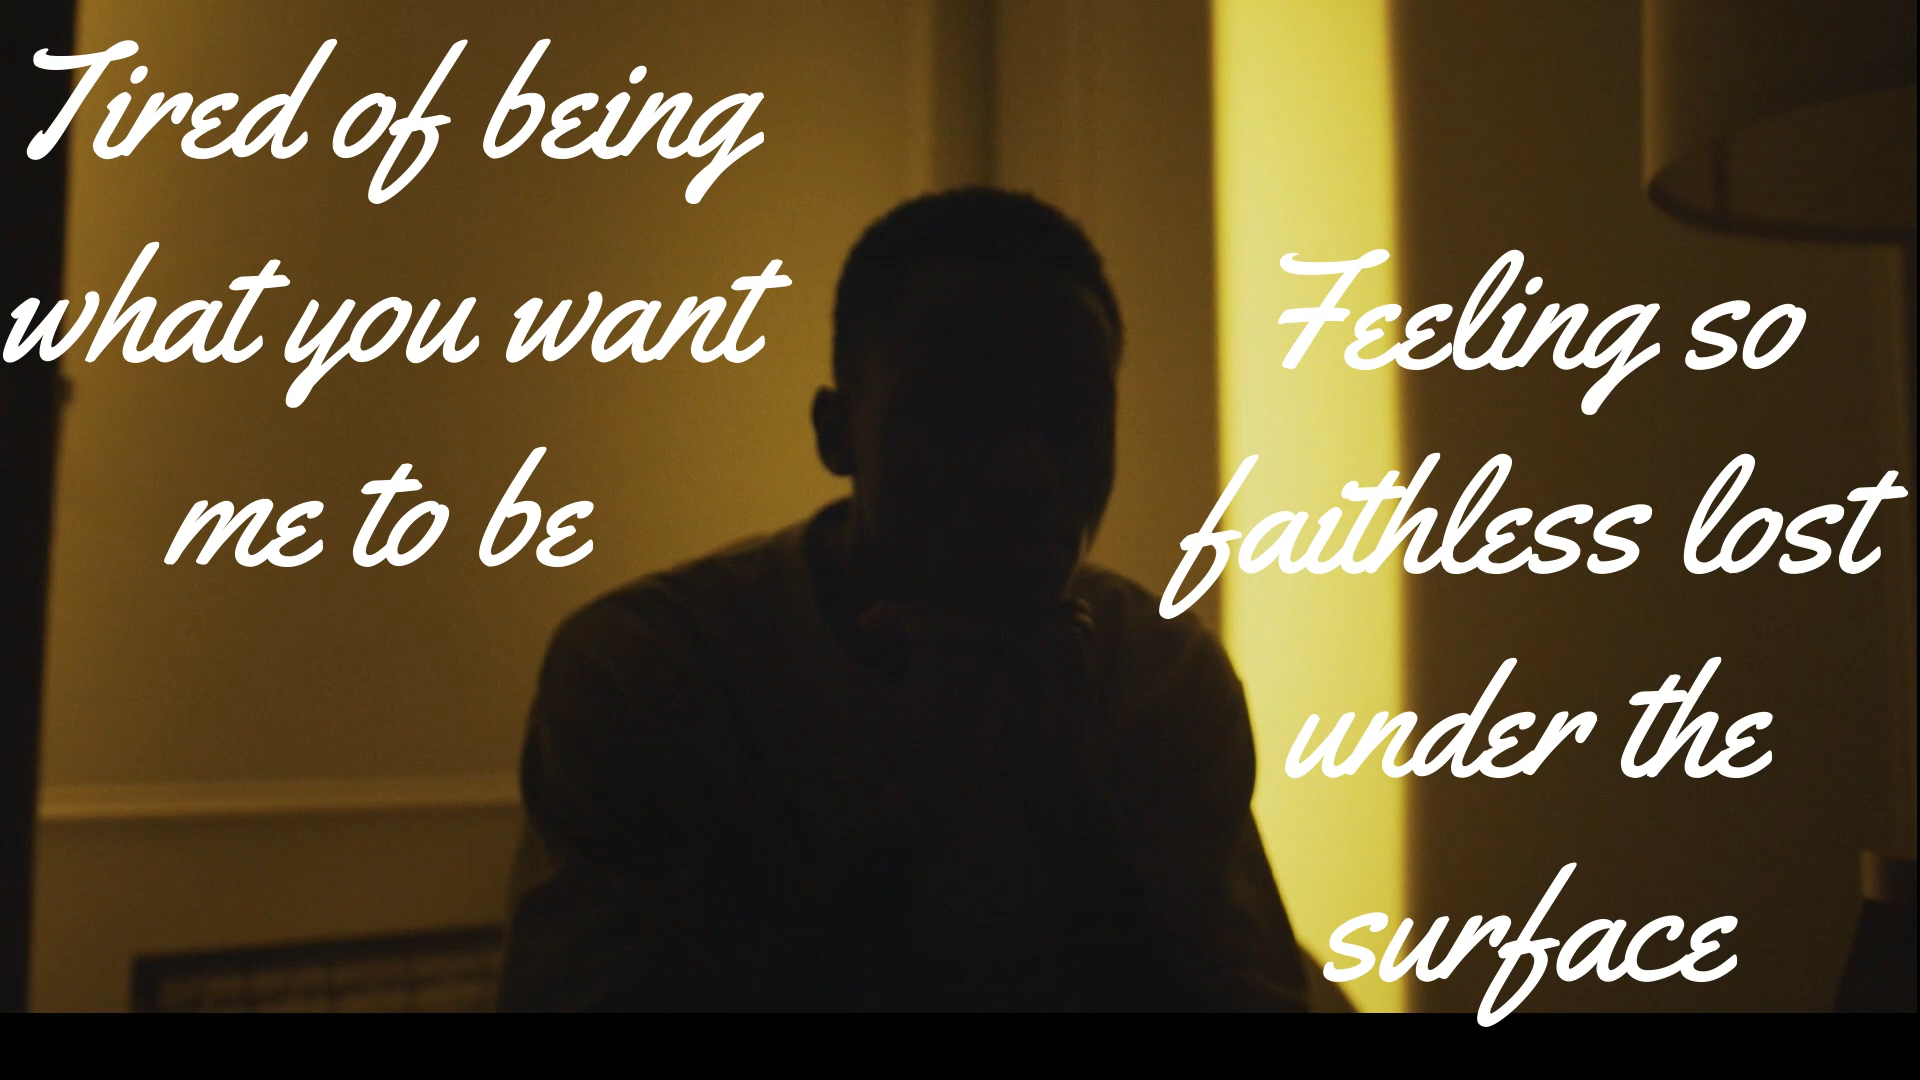 Tired of being
what you want
me to be
Feeling so
faithless lost
under the
surface